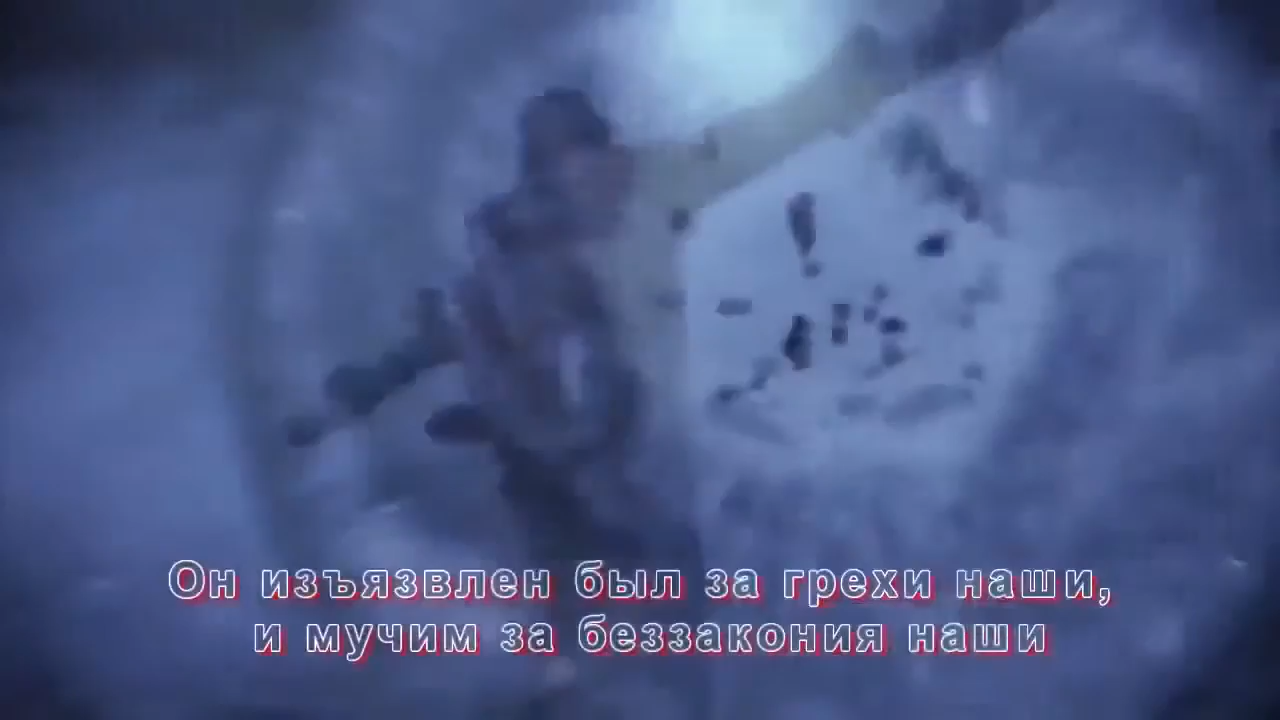 Он изъязвлен был за грехи наши,
и мучим за беззакония наши